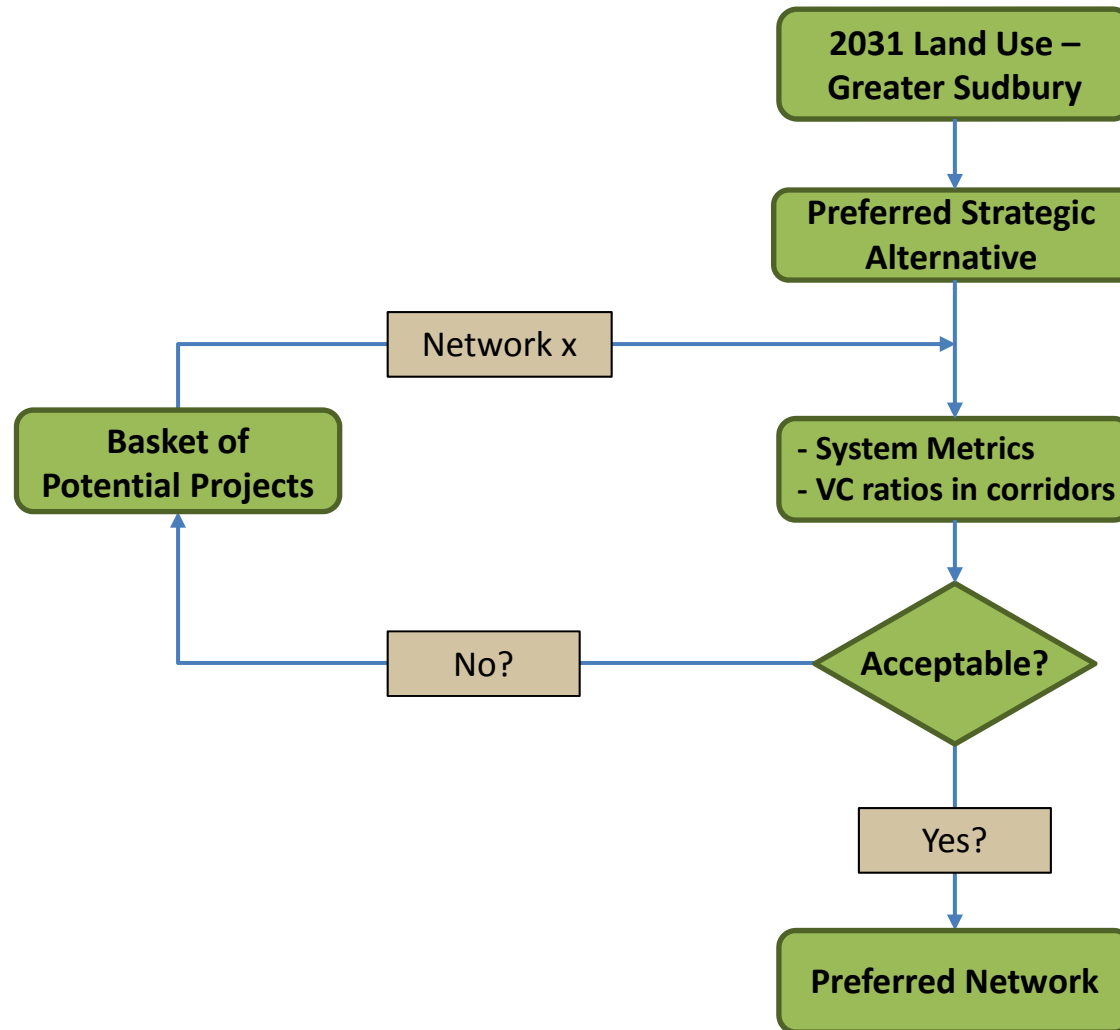 2031 Land Use –
Greater Sudbury
Preferred Strategic
Alternative
Network x
Basket of
Potential Projects
- System Metrics
- VC ratios in corridors
Acceptable?
No?
Yes?
Preferred Network